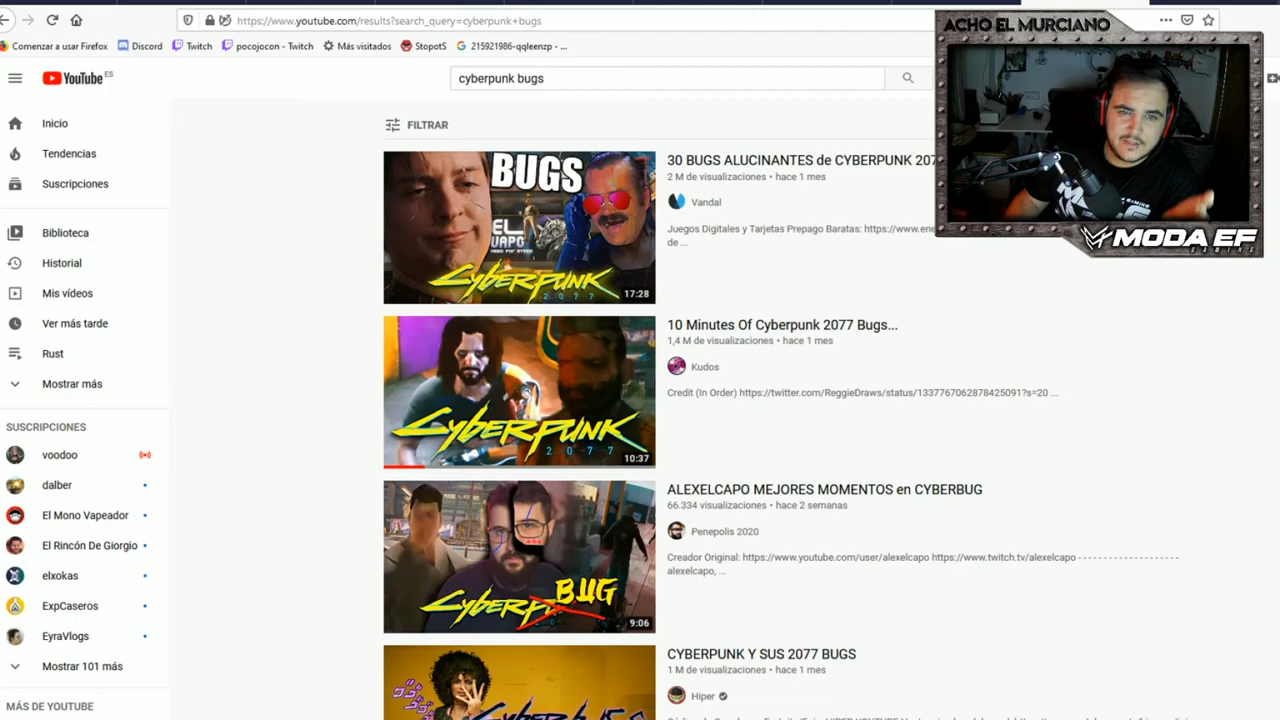 https://www.youtube.com/results?search_query=cyberpunk+bugs
Comenzar a usar Firefox
Discord
Twitch
pocojocon - Twitch
Más visitados
StopotS
215921986-qqleenzp - ...
ACHO EL MURCIANO
MODA EF
GAMING
YouTube ES
cyberpunk bugs
Inicio
Tendencias
Suscripciones
Biblioteca
Historial
Mis vídeos
Ver más tarde
Rust
Mostrar más
SUSCRIPCIONES
voodoo
dalber
El Mono Vapeador
El Rincón De Giorgio
elxokas
ExpCaseros
EyraVlogs
Mostrar 101 más
MÁS DE YOUTUBE
FILTRAR
BUGS
CYBERPUNK
2077
17:28
30 BUGS ALUCINANTES de CYBERPUNK
2 M de visualizaciones • hace 1 mes
Vandal
Juegos Digitales y Tarjetas Prepago Baratas:
de ...
CYBERPUNK
2077
10:37
10 Minutes Of Cyberpunk 2077 Bugs...
1,4 M de visualizaciones • hace 1 mes
Kudos
Credit (In Order) https://twitter.com/ReggieDraws/status/1337767062878425091?s=20 ...
BUG
9:06
ALEXELCAPO MEJORES MOMENTOS en CYBERBUG
66.334 visualizaciones • hace 2 semanas
Penepolis 2020
Creador Original: https://www.youtube.com/user/alexelcapo https://www.twitch.tv/alexelcapo - - - - - - - - - - - - - - - - - -
alexelcapo, ...
CYBERPUNK Y SUS 2077 BUGS
1 M de visualizaciones • hace 1 mes
Hiper